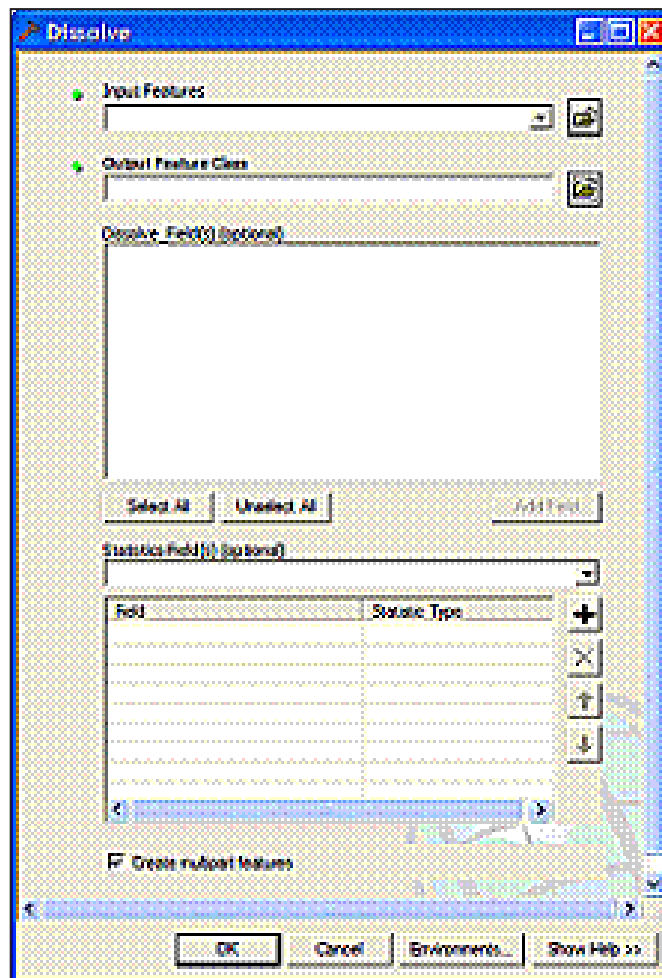 Dissolve
Input Features
Output Feature Class
Dissolve_Field(s) (optional)
Select All Unselect All Add Field
Statistics Field(s) (optional)
Field Statistic Type
Create multipart features
OK Cancel Environments... Show Help >>